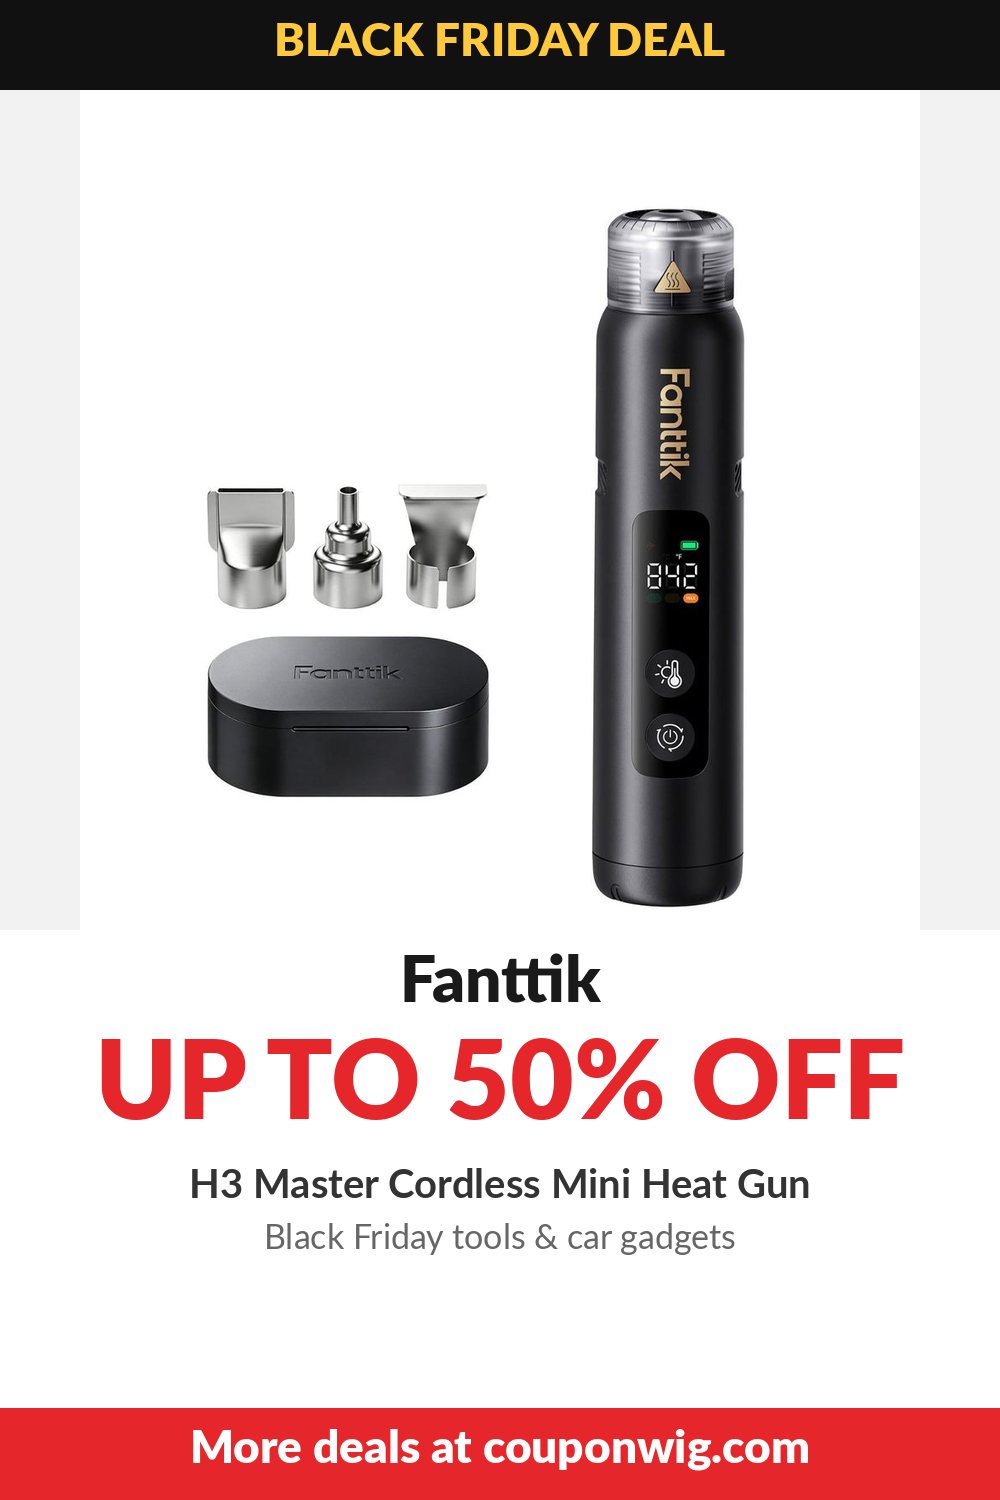 BLACK FRIDAY DEAL
Fanttik
°F
842
MAX
Fanttik
Fanttik
UP TO 50% OFF
H3 Master Cordless Mini Heat Gun
Black Friday tools & car gadgets
More deals at couponwig.com